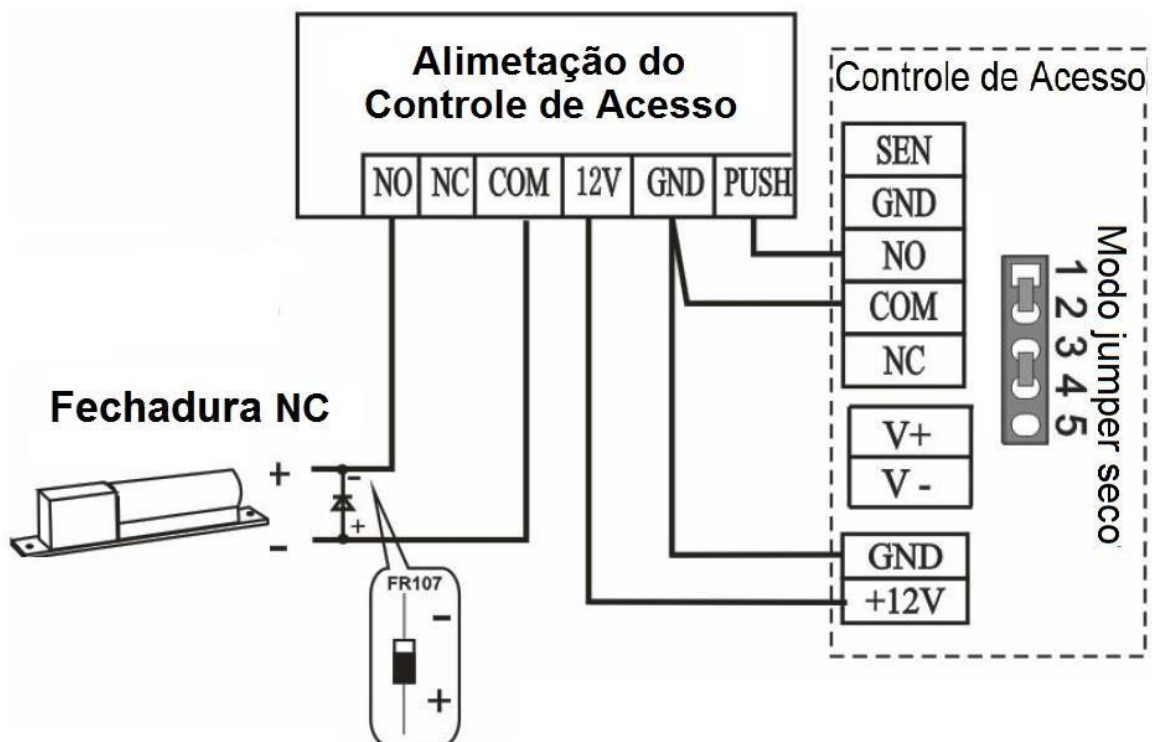 Alimetação do
Controle de Acesso
NO NC COM 12V GND PUSH
Controle de Acesso
SEN
GND
NO
COM
NC
V+
V -
GND
+12V
1 2 3 4 5
Modo jumper seco
Fechadura NC
+
-
-
+
FR107
-
+